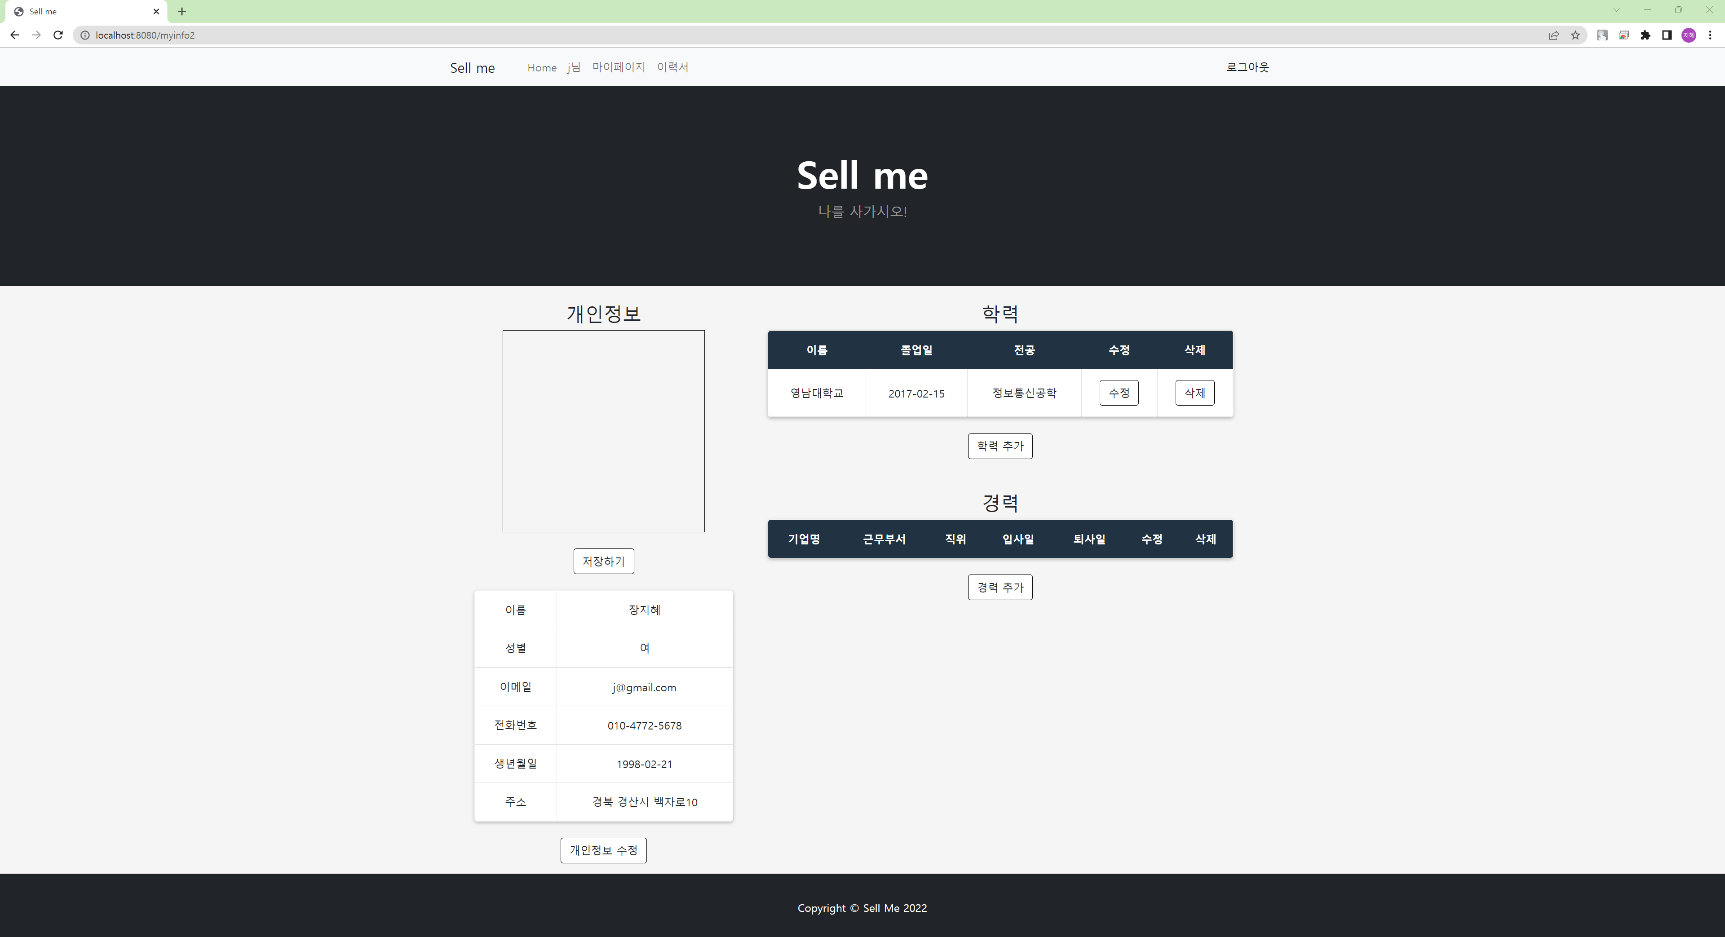 Sell me
localhost:8080/myinfo2
지혜
Sell me Home j님 마이페이지 이력서 로그아웃
Sell me
나를 사가시오!
개인정보
저장하기
이름 장지혜
성별 여
이메일 j@gmail.com
전화번호 010-4772-5678
생년월일 1998-02-21
주소 경북 경산시 백자로10
개인정보 수정
학력
이름 졸업일 전공 수정 삭제
영남대학교 2017-02-15 정보통신공학 수정 삭제
학력 추가
경력
기업명 근무부서 직위 입사일 퇴사일 수정 삭제
경력 추가
Copyright © Sell Me 2022